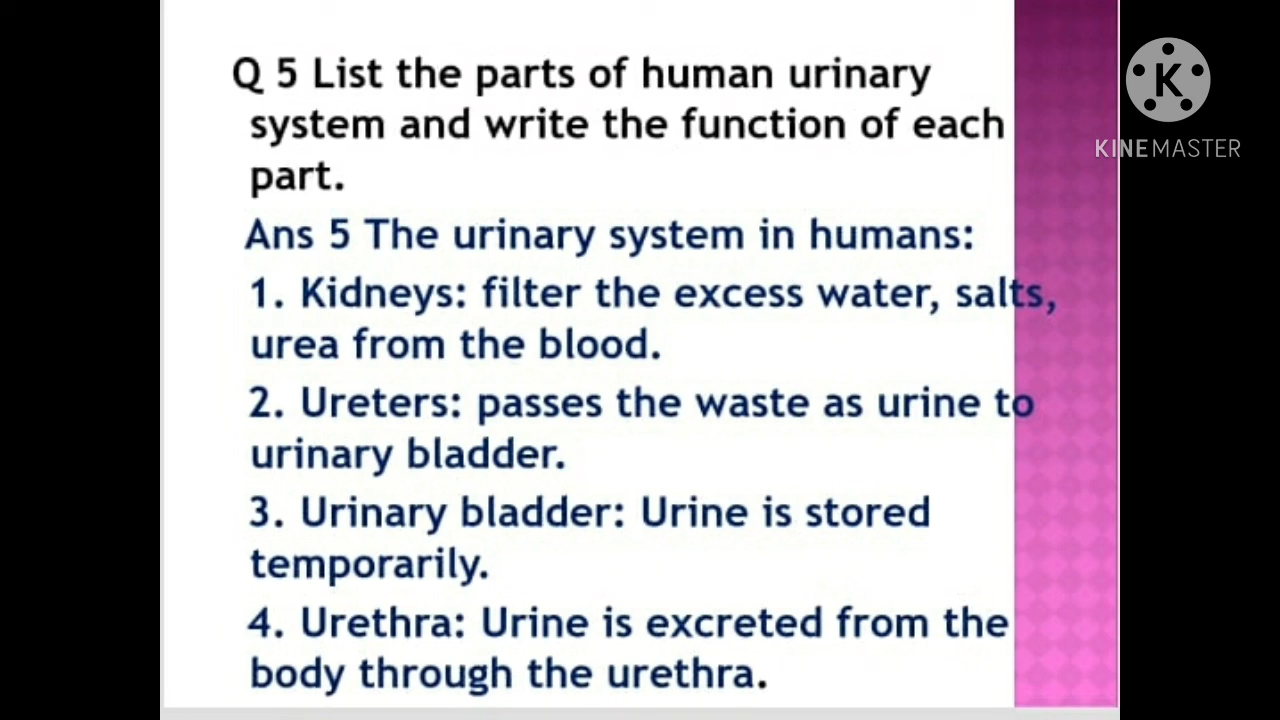 Q 5 List the parts of human urinary
system and write the function of each
part.
Ans 5 The urinary system in humans:
1. Kidneys: filter the excess water, salts,
urea from the blood.
2. Ureters: passes the waste as urine to
urinary bladder.
3. Urinary bladder: Urine is stored
temporarily.
4. Urethra: Urine is excreted from the
body through the urethra.
K
KINEMASTER